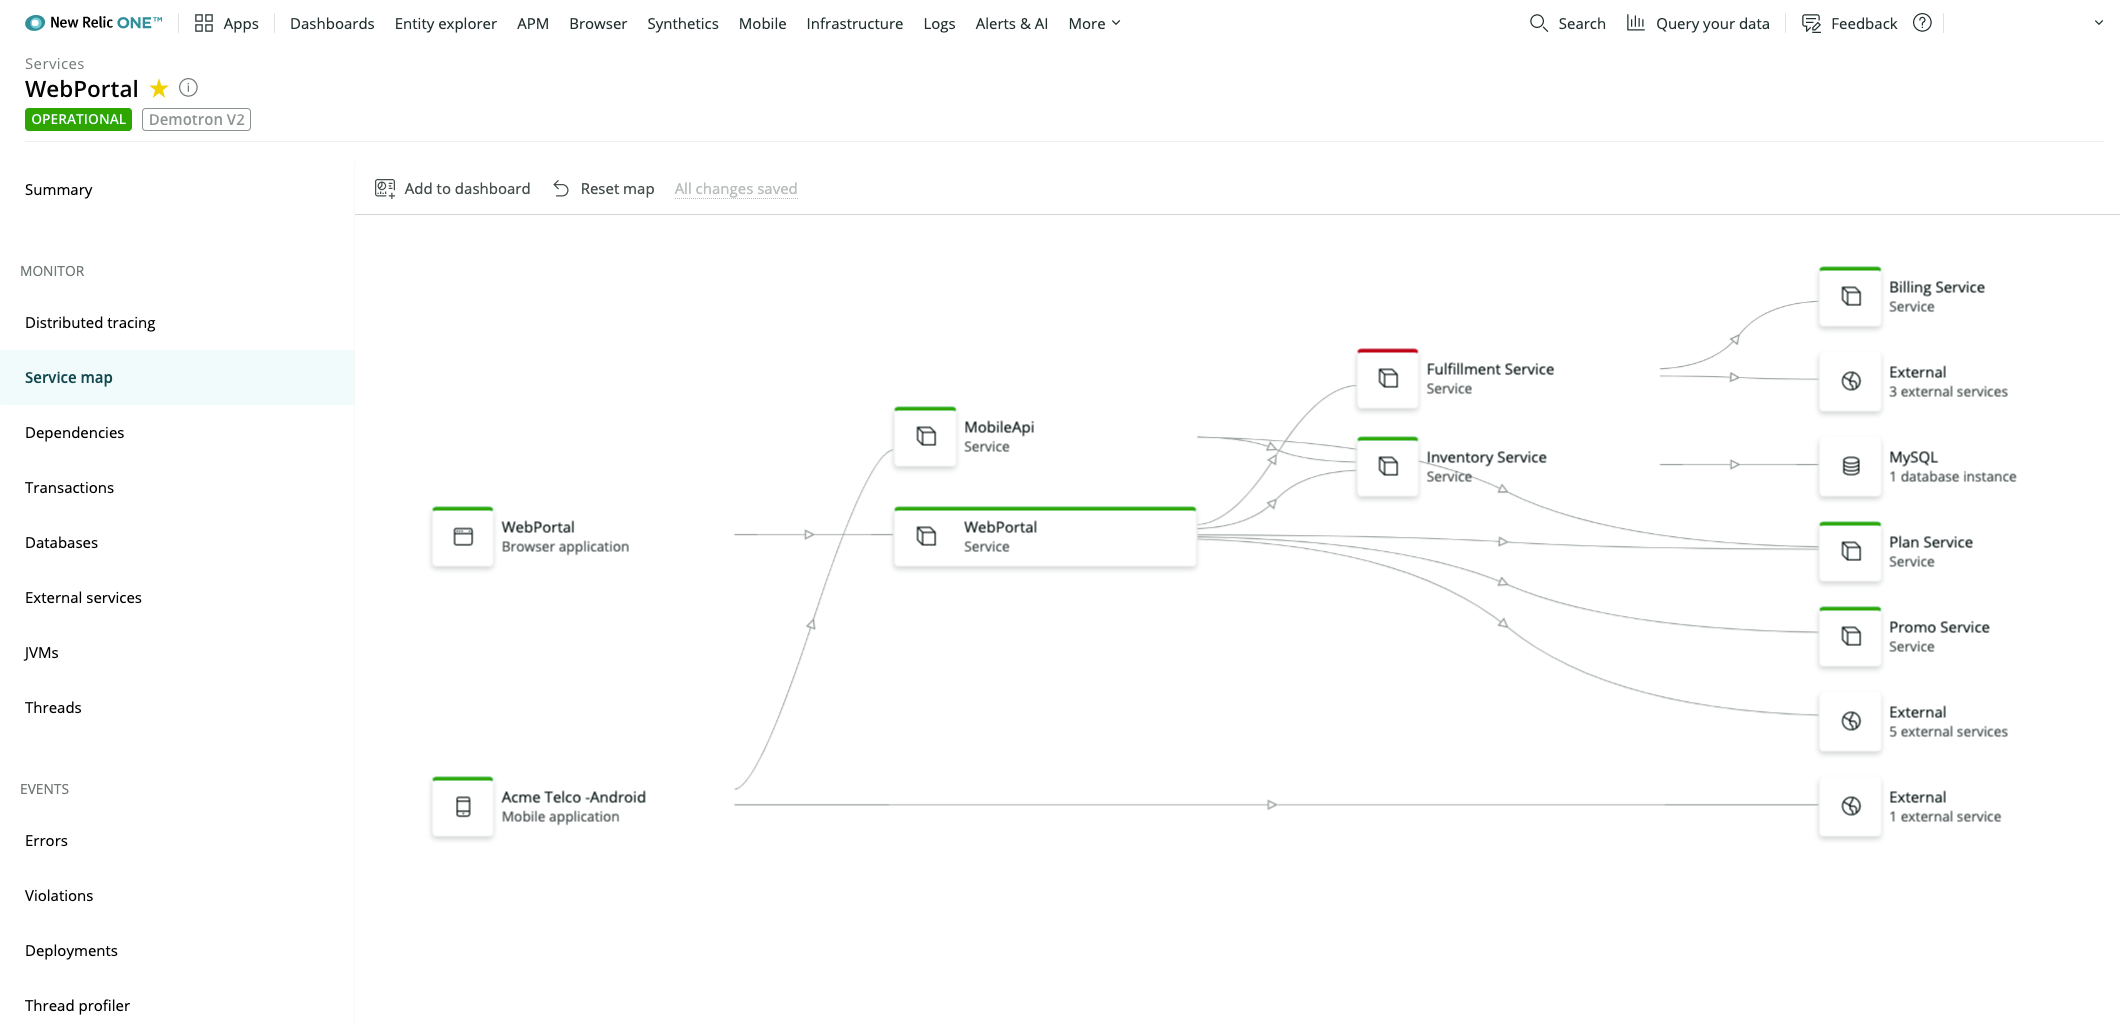 New Relic ONE™
Apps
Dashboards
Entity explorer
APM
Browser
Synthetics
Mobile
Infrastructure
Logs
Alerts & AI
More
Search
Query your data
Feedback
Services
WebPortal
OPERATIONAL
Demotron V2
Summary
MONITOR
Distributed tracing
Service map
Dependencies
Transactions
Databases
External services
JVMs
Threads
EVENTS
Errors
Violations
Deployments
Thread profiler
Add to dashboard
Reset map
All changes saved
WebPortal
Browser application
Acme Telco -Android
Mobile application
MobileApi
Service
WebPortal
Service
Fulfillment Service
Service
Inventory Service
Service
Billing Service
Service
External
3 external services
MySQL
1 database instance
Plan Service
Service
Promo Service
Service
External
5 external services
External
1 external service